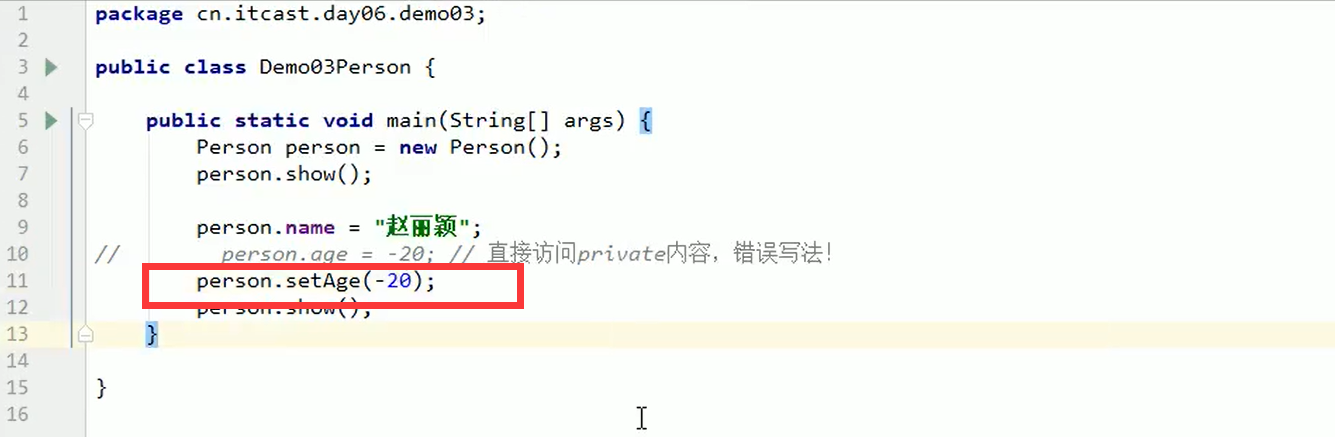 1 package cn.itcast.day06.demo03;
2
3 public class Demo03Person {
4
5 public static void main(String[] args) {
6 Person person = new Person();
7 person.show();
8
9 person.name = "赵丽颖";
10 // person.age = -20; // 直接访问private内容，错误写法！
11 person.setAge(-20);
12 person.show();
13 }
14
15 }
16